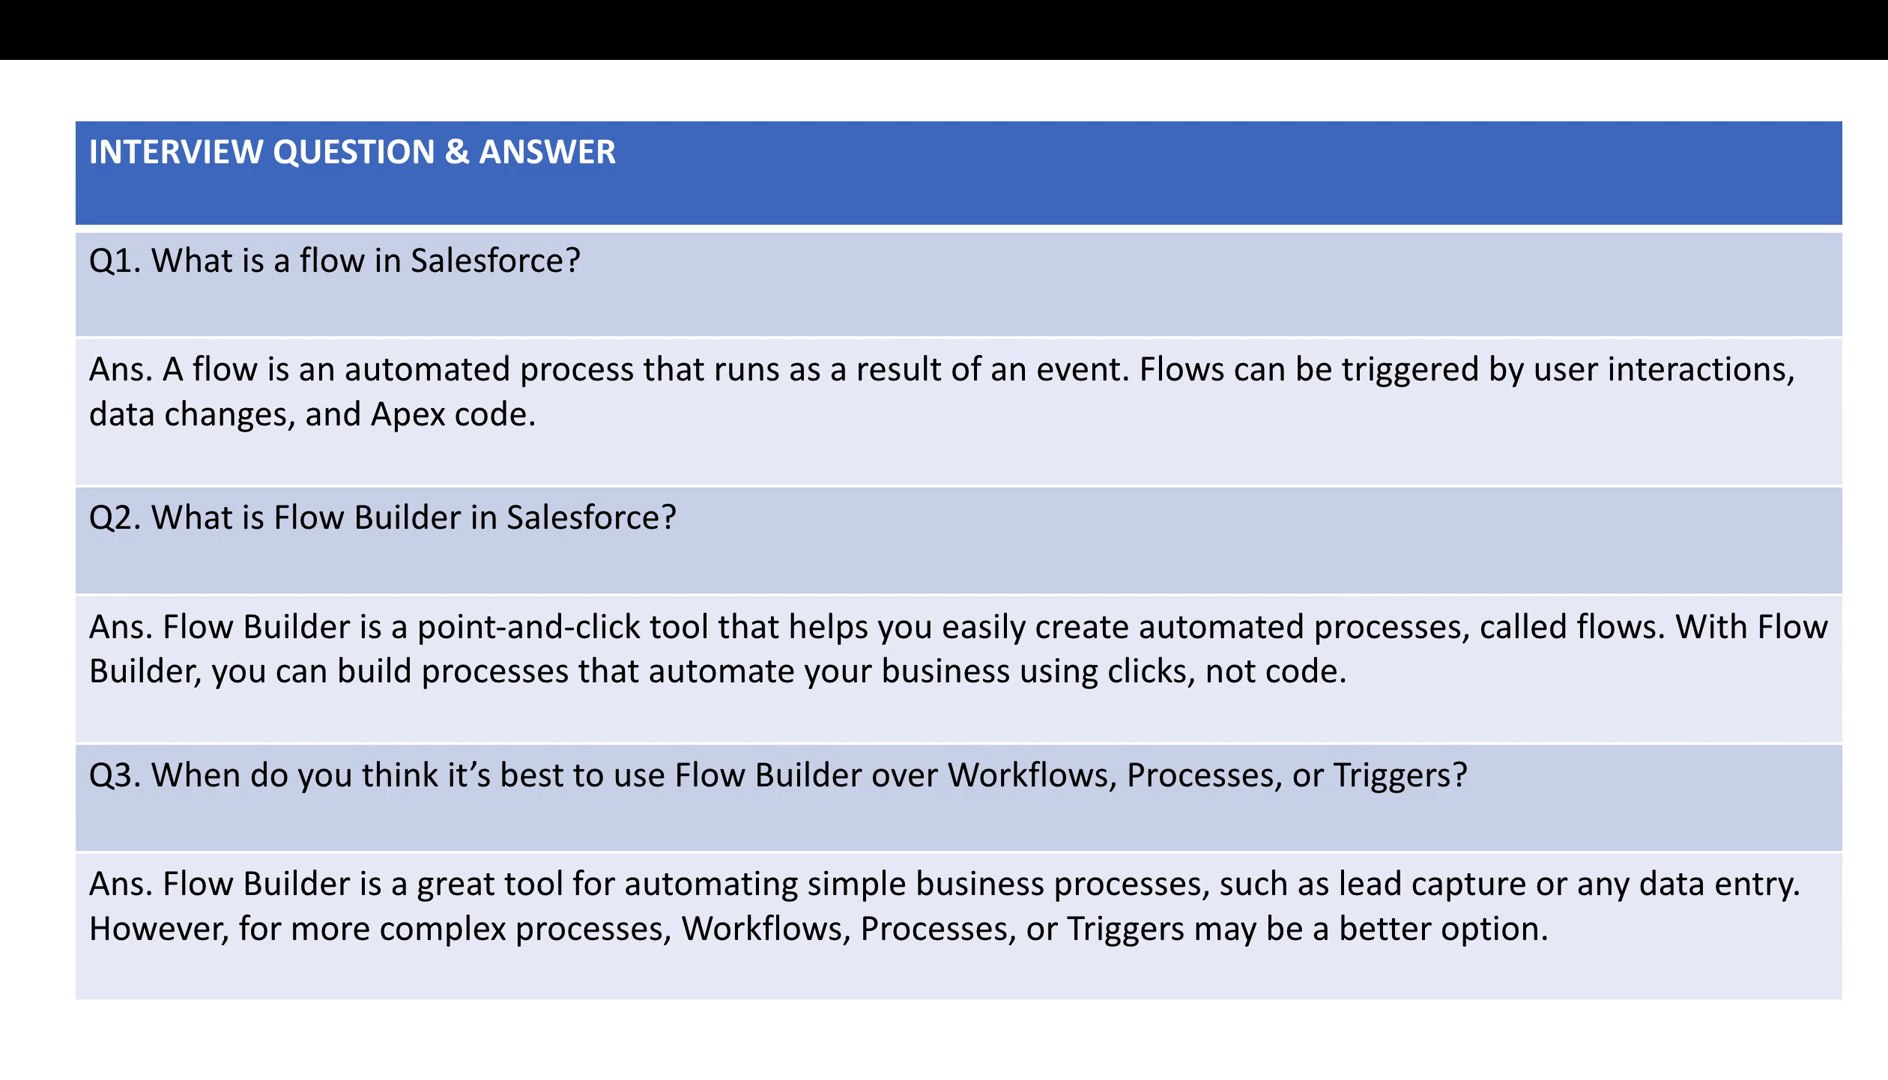 INTERVIEW QUESTION & ANSWER
Q1. What is a flow in Salesforce?
Ans. A flow is an automated process that runs as a result of an event. Flows can be triggered by user interactions,
data changes, and Apex code.
Q2. What is Flow Builder in Salesforce?
Ans. Flow Builder is a point-and-click tool that helps you easily create automated processes, called flows. With Flow
Builder, you can build processes that automate your business using clicks, not code.
Q3. When do you think it’s best to use Flow Builder over Workflows, Processes, or Triggers?
Ans. Flow Builder is a great tool for automating simple business processes, such as lead capture or any data entry.
However, for more complex processes, Workflows, Processes, or Triggers may be a better option.